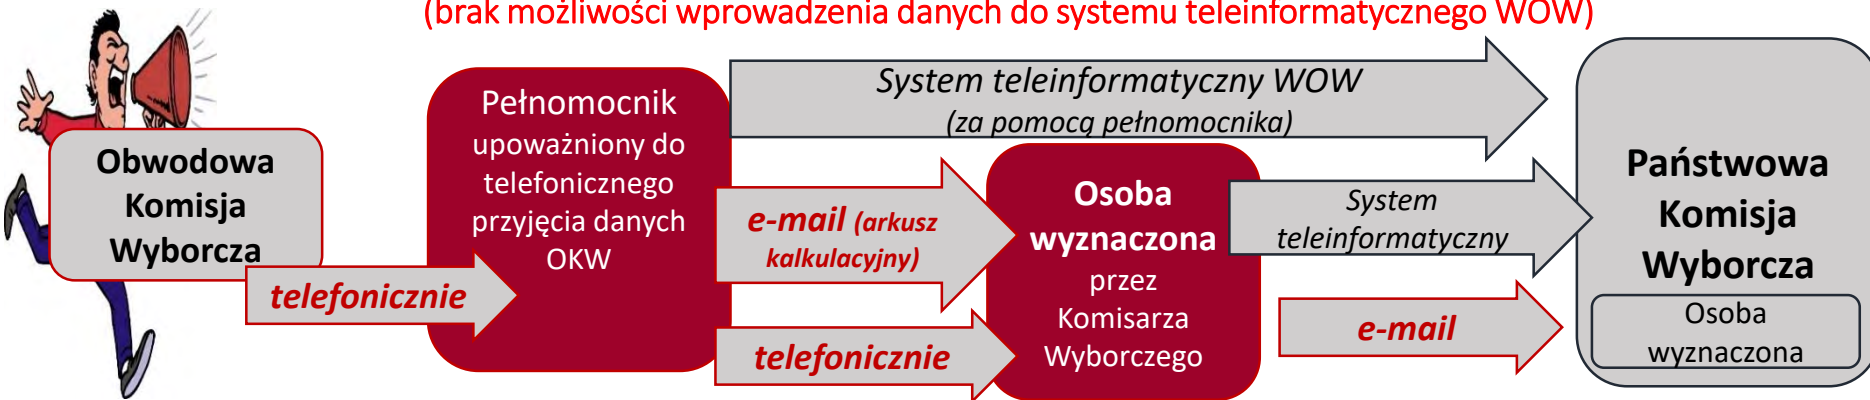 (brak możliwości wprowadzenia danych do systemu teleinformatycznego WOW)
Obwodowa
Komisja
Wyborcza
telefonicznie
Pełnomocnik
upoważniony do
telefonicznego
przyjęcia danych
OKW
System teleinformatyczny WOW
(za pomocą pełnomocnika)
e-mail (arkusz
kalkulacyjny)
telefonicznie
Osoba
wyznaczona
przez
Komisarza
Wyborczego
System
teleinformatyczny
e-mail
Państwowa
Komisja
Wyborcza
Osoba
wyznaczona